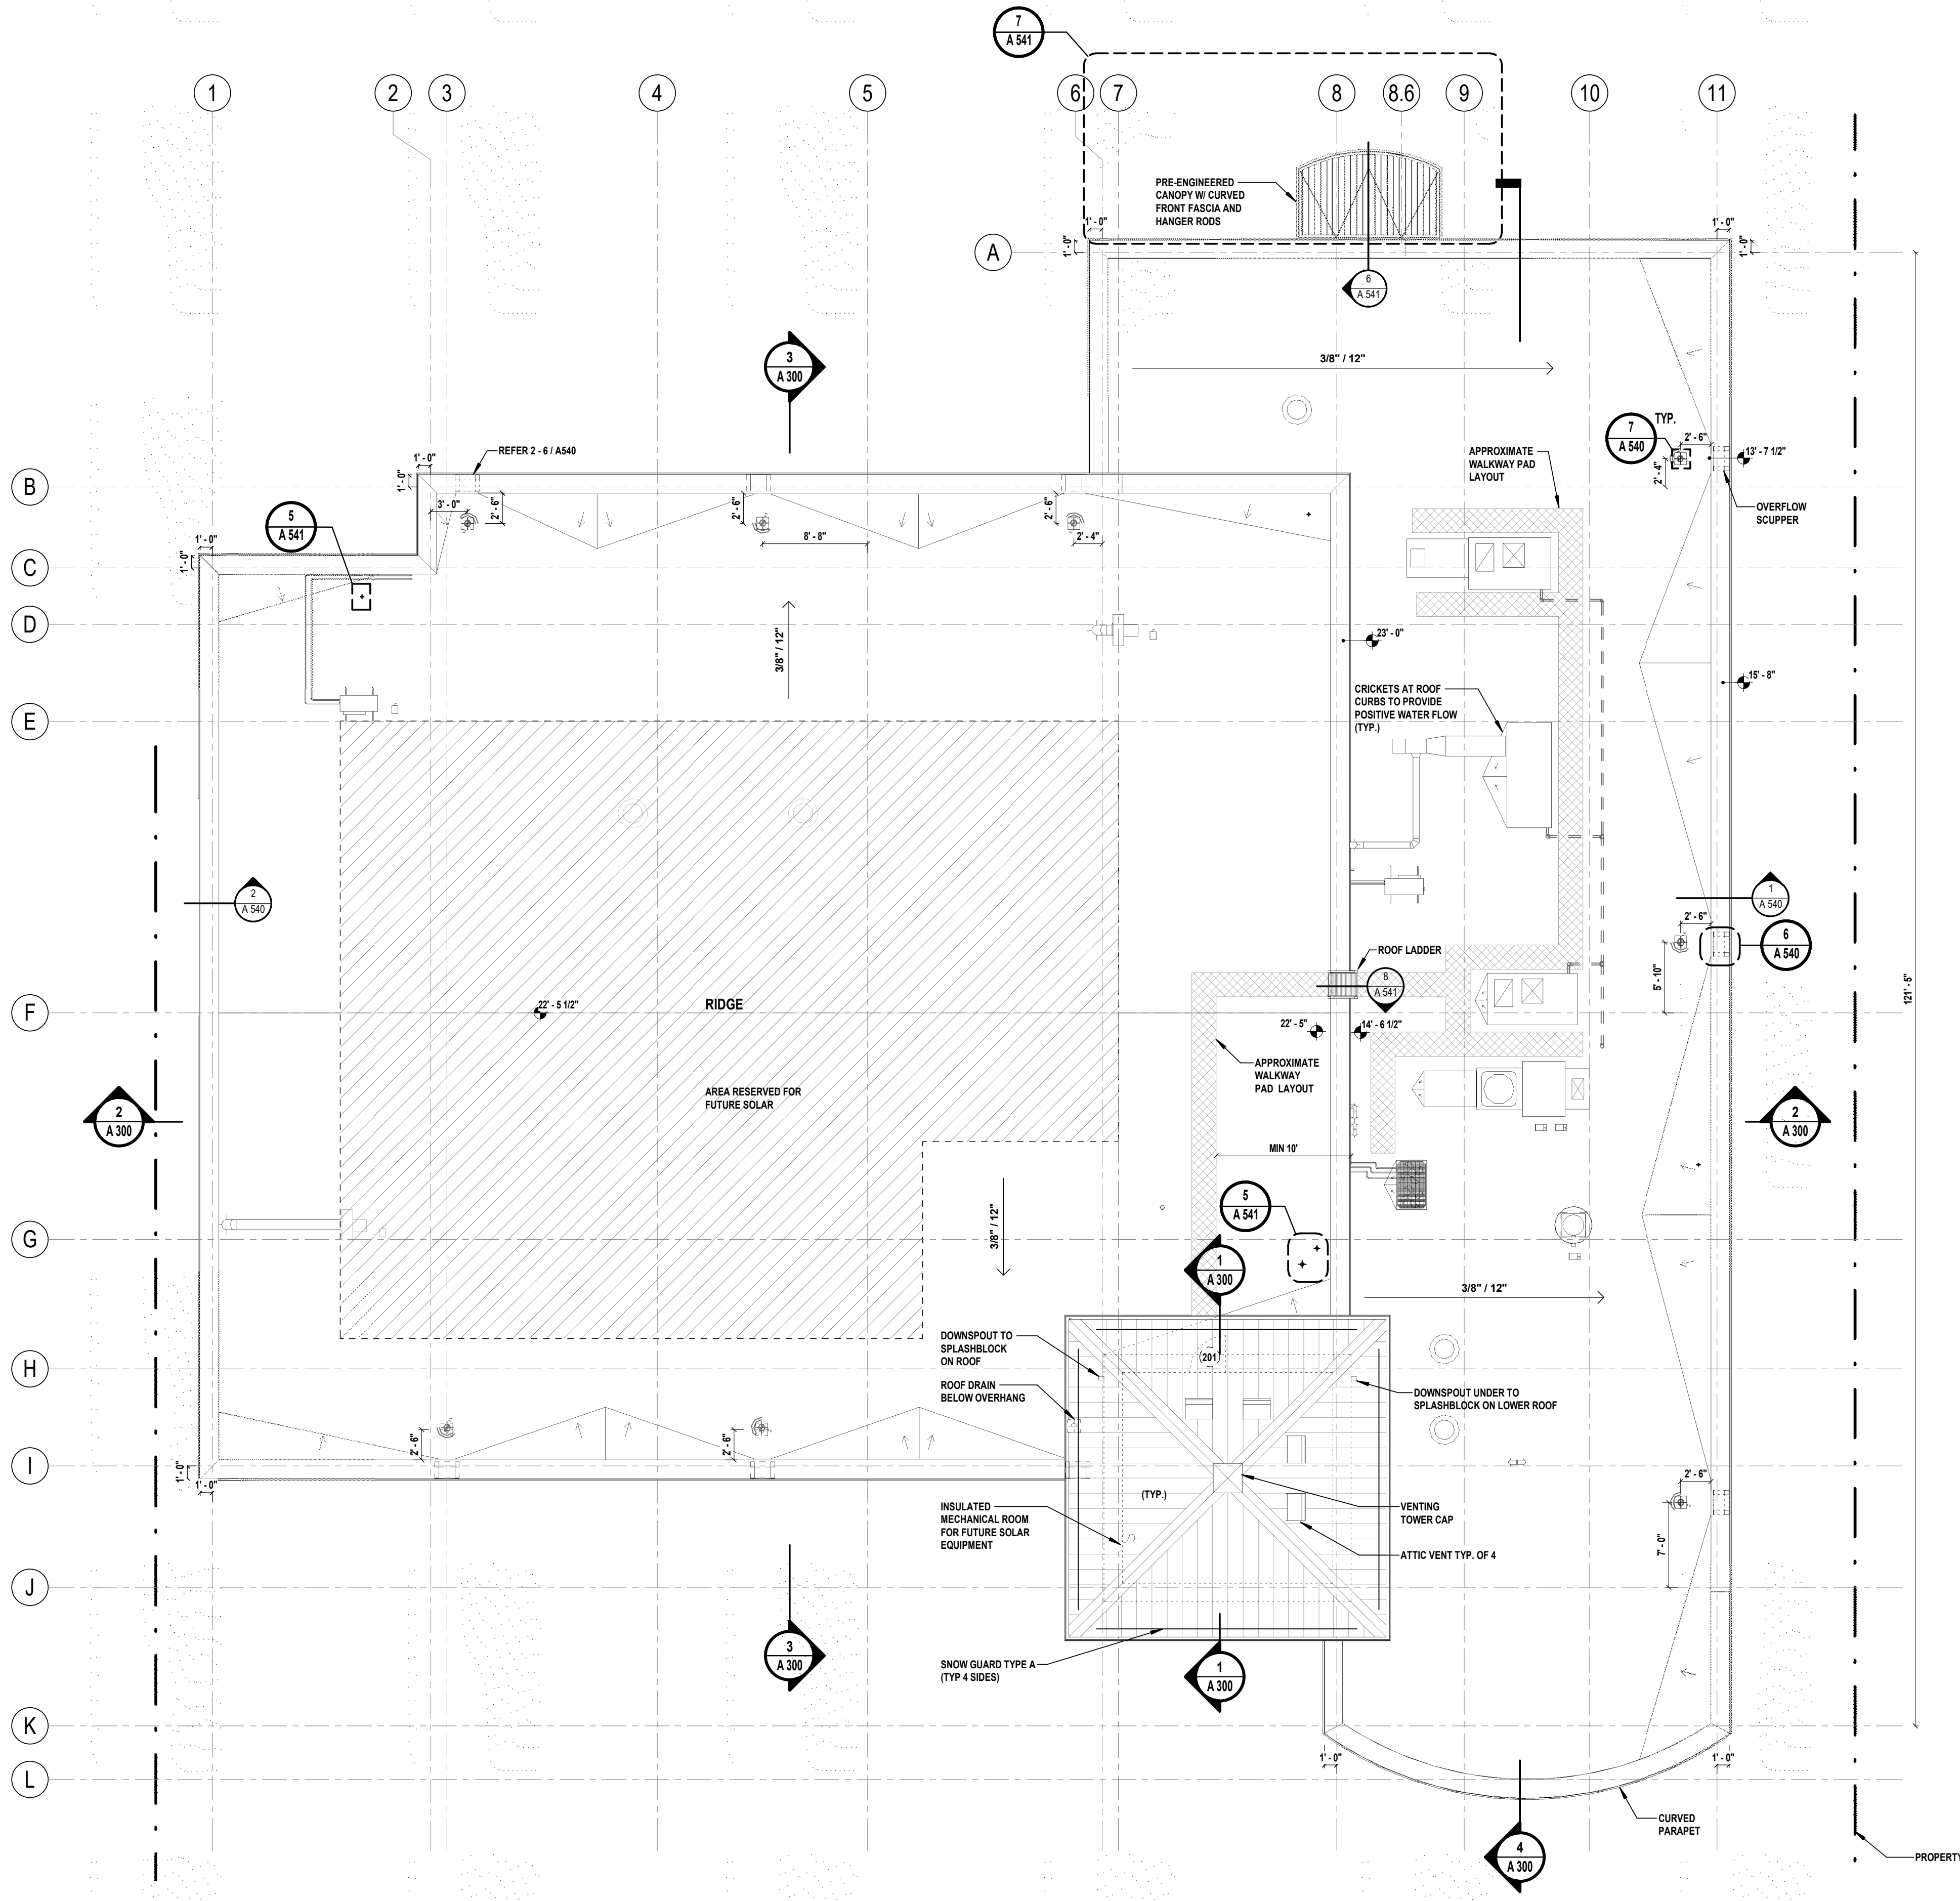 7
A 541
1
2
3
4
5
6
7
8
8.6
9
10
11
PRE-ENGINEERED
CANOPY W/ CURVED
FRONT FASCIA AND
HANGER RODS
1' - 0"
1' - 0"
1' - 0"
1' - 0"
A
6
A 541
3
A 300
3/8" / 12"
7
A 540
TYP.
2' - 6"
13' - 7 1/2"
2' - 4"
APPROXIMATE
WALKWAY PAD
LAYOUT
OVERFLOW
SCUPPER
REFER 2 - 6 / A540
1' - 0"
1' - 0"
B
3' - 0"
2' - 6"
2' - 6"
2' - 6"
8' - 8"
2' - 4"
5
A 541
1' - 0"
1' - 0"
C
D
3/8" / 12"
23' - 0"
15' - 8"
CRICKETS AT ROOF
CURBS TO PROVIDE
POSITIVE WATER FLOW
(TYP.)
E
2
A 540
1
A 540
2' - 6"
6
A 540
5' - 10"
121' - 5"
ROOF LADDER
8
A 541
F
22' - 5 1/2"
RIDGE
22' - 5"
14' - 6 1/2"
APPROXIMATE
WALKWAY
PAD LAYOUT
AREA RESERVED FOR
FUTURE SOLAR
2
A 300
2
A 300
MIN 10'
5
A 541
3/8" / 12"
G
1
A 300
3/8" / 12"
DOWNSPOUT TO
SPLASHBLOCK
ON ROOF
201
H
ROOF DRAIN
BELOW OVERHANG
DOWNSPOUT UNDER TO
SPLASHBLOCK ON LOWER ROOF
2' - 6"
2' - 6"
I
1' - 0"
1' - 0"
2' - 6"
7' - 0"
(TYP.)
INSULATED
MECHANICAL ROOM
FOR FUTURE SOLAR
EQUIPMENT
VENTING
TOWER CAP
ATTIC VENT TYP. OF 4
S
J
3
A 300
SNOW GUARD TYPE A
(TYP 4 SIDES)
1
A 300
K
1' - 0"
1' - 0"
L
CURVED
PARAPET
4
A 300
PROPERTY